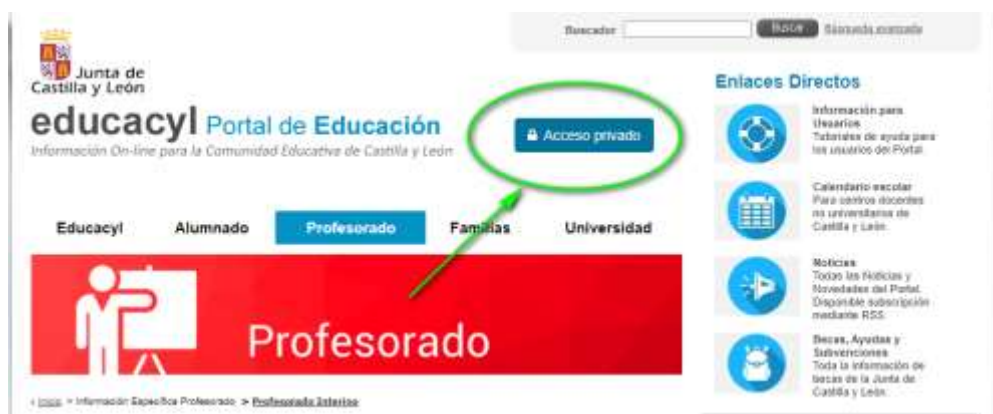 Buscador
Buscar
Búsqueda avanzada
Junta de
Castilla y León
educacyl Portal de Educación
Información On-line para la Comunidad Educativa de Castilla y León
Acceso privado
Educacyl Alumnado Profesorado Familias Universidad
Profesorado
Inicio > Información Específica Profesorado > Profesorado Interino
Enlaces Directos
Información para
Usuarios
Tutoriales de ayuda para
los usuarios del Portal
Calendario escolar
Para centros docentes
no universitarios de
Castilla y León
Noticias
Todas las Noticias y
Novedades del Portal.
Disponible subscripción
mediante RSS.
Becas, Ayudas y
Subvenciones
Toda la información de
becas de la Junta de
Castilla y León